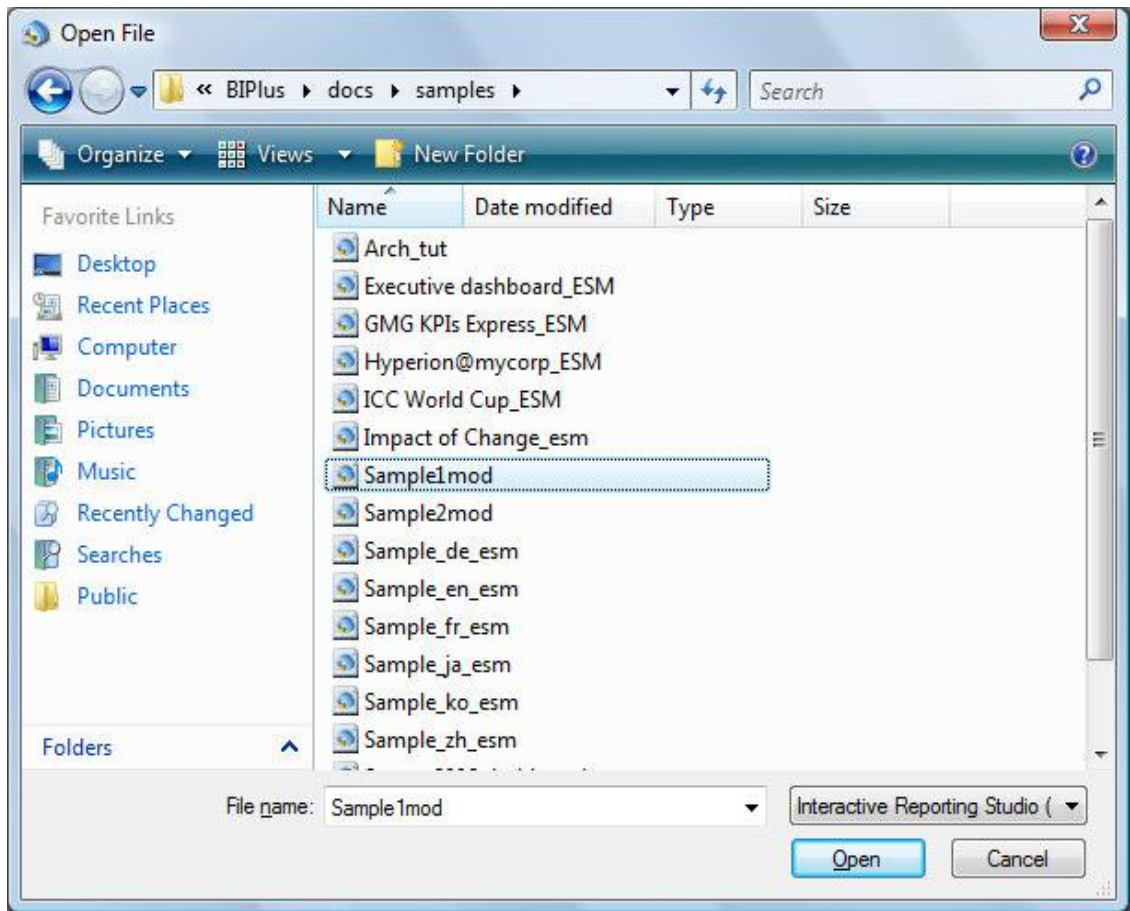 Open File
« BIPlus ▸ docs ▸ samples ▸
Search
Organize Views New Folder
Favorite Links
Desktop
Recent Places
Computer
Documents
Pictures
Music
Recently Changed
Searches
Public
Folders
Name Date modified Type Size
Arch_tut
Executive dashboard_ESM
GMG KPIs Express_ESM
Hyperion@mycorp_ESM
ICC World Cup_ESM
Impact of Change_esm
Sample1mod
Sample2mod
Sample_de_esm
Sample_en_esm
Sample_fr_esm
Sample_ja_esm
Sample_ko_esm
Sample_zh_esm
File name: Sample1mod
Interactive Reporting Studio (
Open Cancel